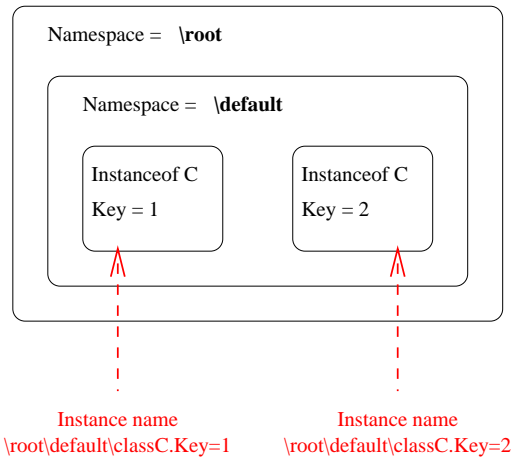 Namespace = \root
Namespace = \default
Instanceof C
Key = 1
Instanceof C
Key = 2
Instance name
\root\default\classC.Key=1
Instance name
\root\default\classC.Key=2